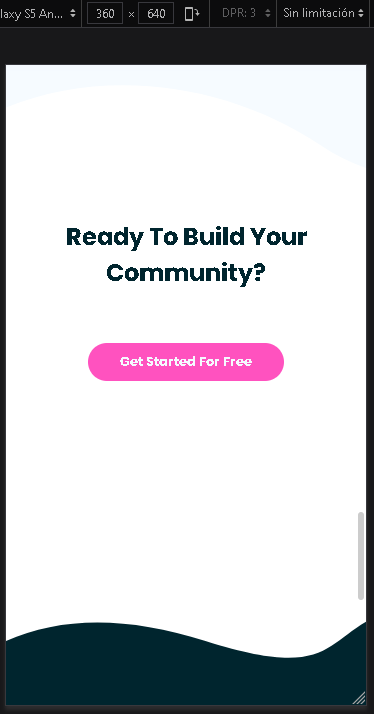 laxy S5 An... 360 × 640 DPR: 3 Sin limitación
Ready To Build Your
Community?
Get Started For Free